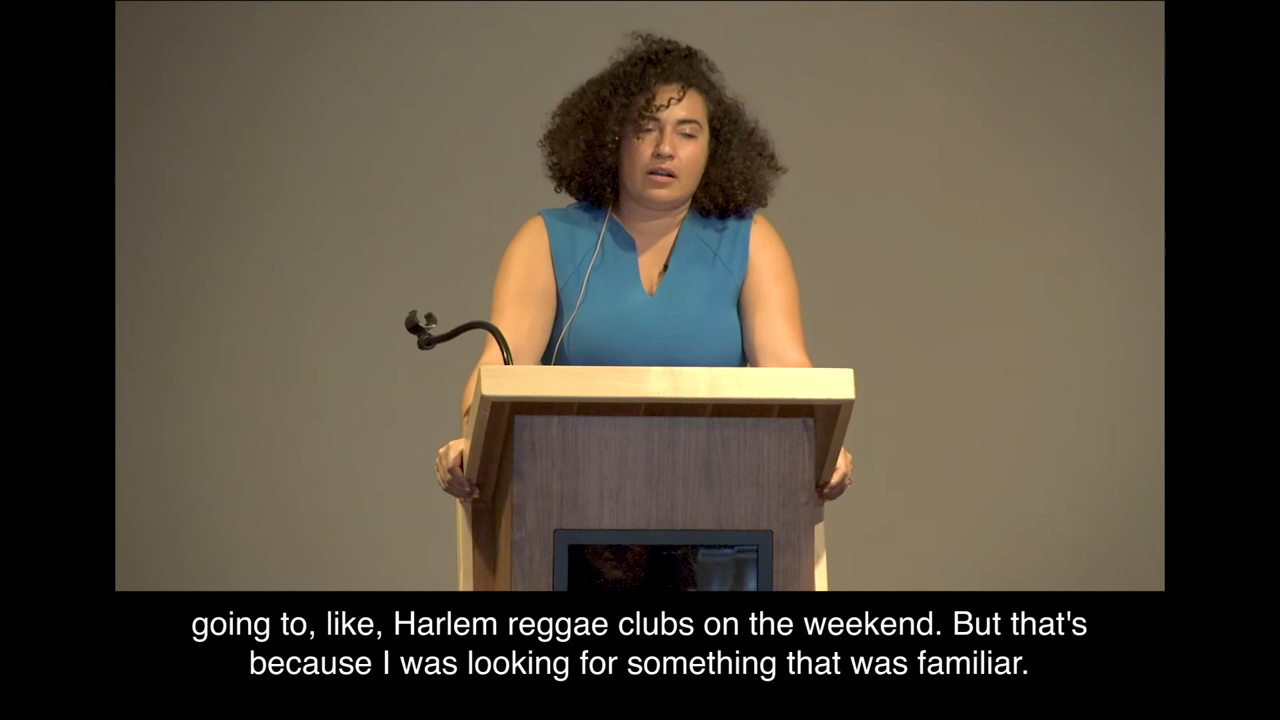 going to, like, Harlem reggae clubs on the weekend. But that's
because I was looking for something that was familiar.